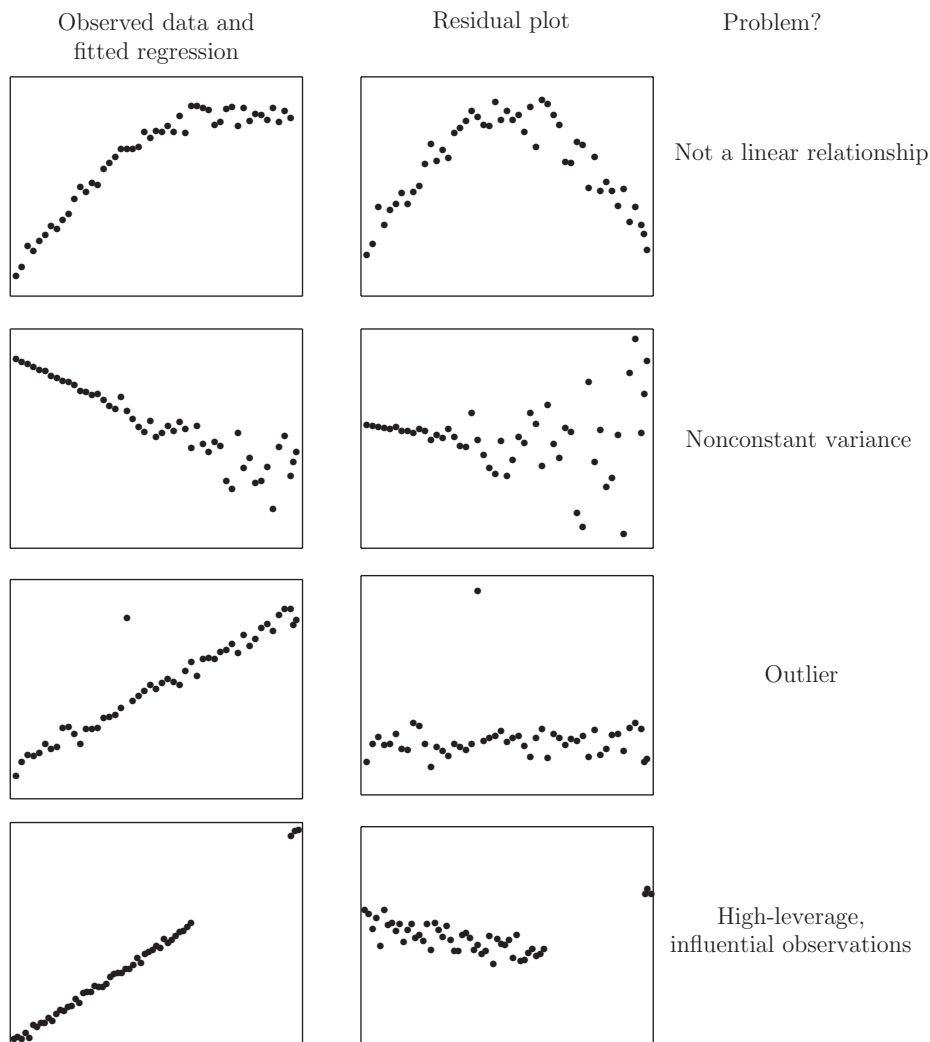 Observed data and
fitted regression
Residual plot
Problem?
Not a linear relationship
Nonconstant variance
Outlier
High-leverage,
influential observations